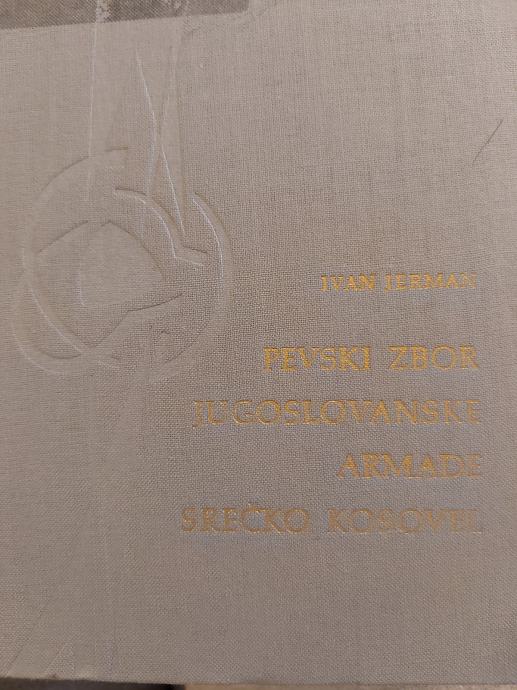 IVAN JERMAN
PEVSKI ZBOR
JUGOSLOVANSKE
ARMADE
SREČKO KOSOVEL